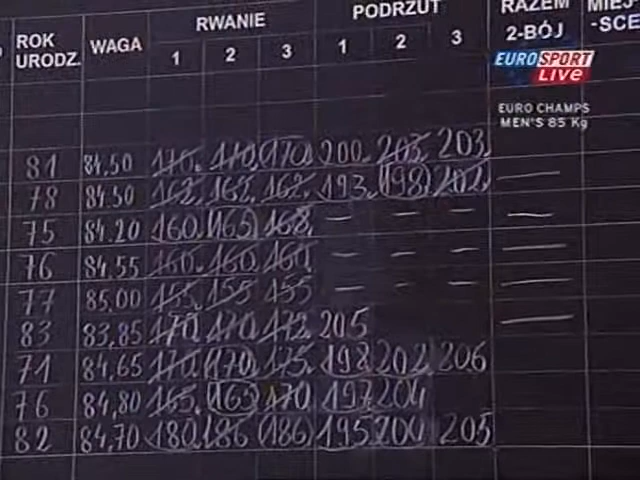 ROK URODZ. WAGA RWANIE PODRZUT RAZEM 2-BÓJ MIEJ -SCE
1 2 3 1 2 3
EUROSPORT LIVE
EURO CHAMPS
MEN'S 85 Kg
81 84,50 170. 170. 170. 200. 203. 203.
78 84.50 162. 162. 162. 193. 198 202. —
75 84.20 160. 165 168. — — — —
76 84.55 160. 160 160 — — — —
77 85.00 155. 155 155 — — — —
83 83,85 170. 170 172. 205 —
71 84,65 170. 170. 175. 198 202. 206
76 84,80 165. 165 170 197 204
82 84.70 180. 186 (186) 195 200 205